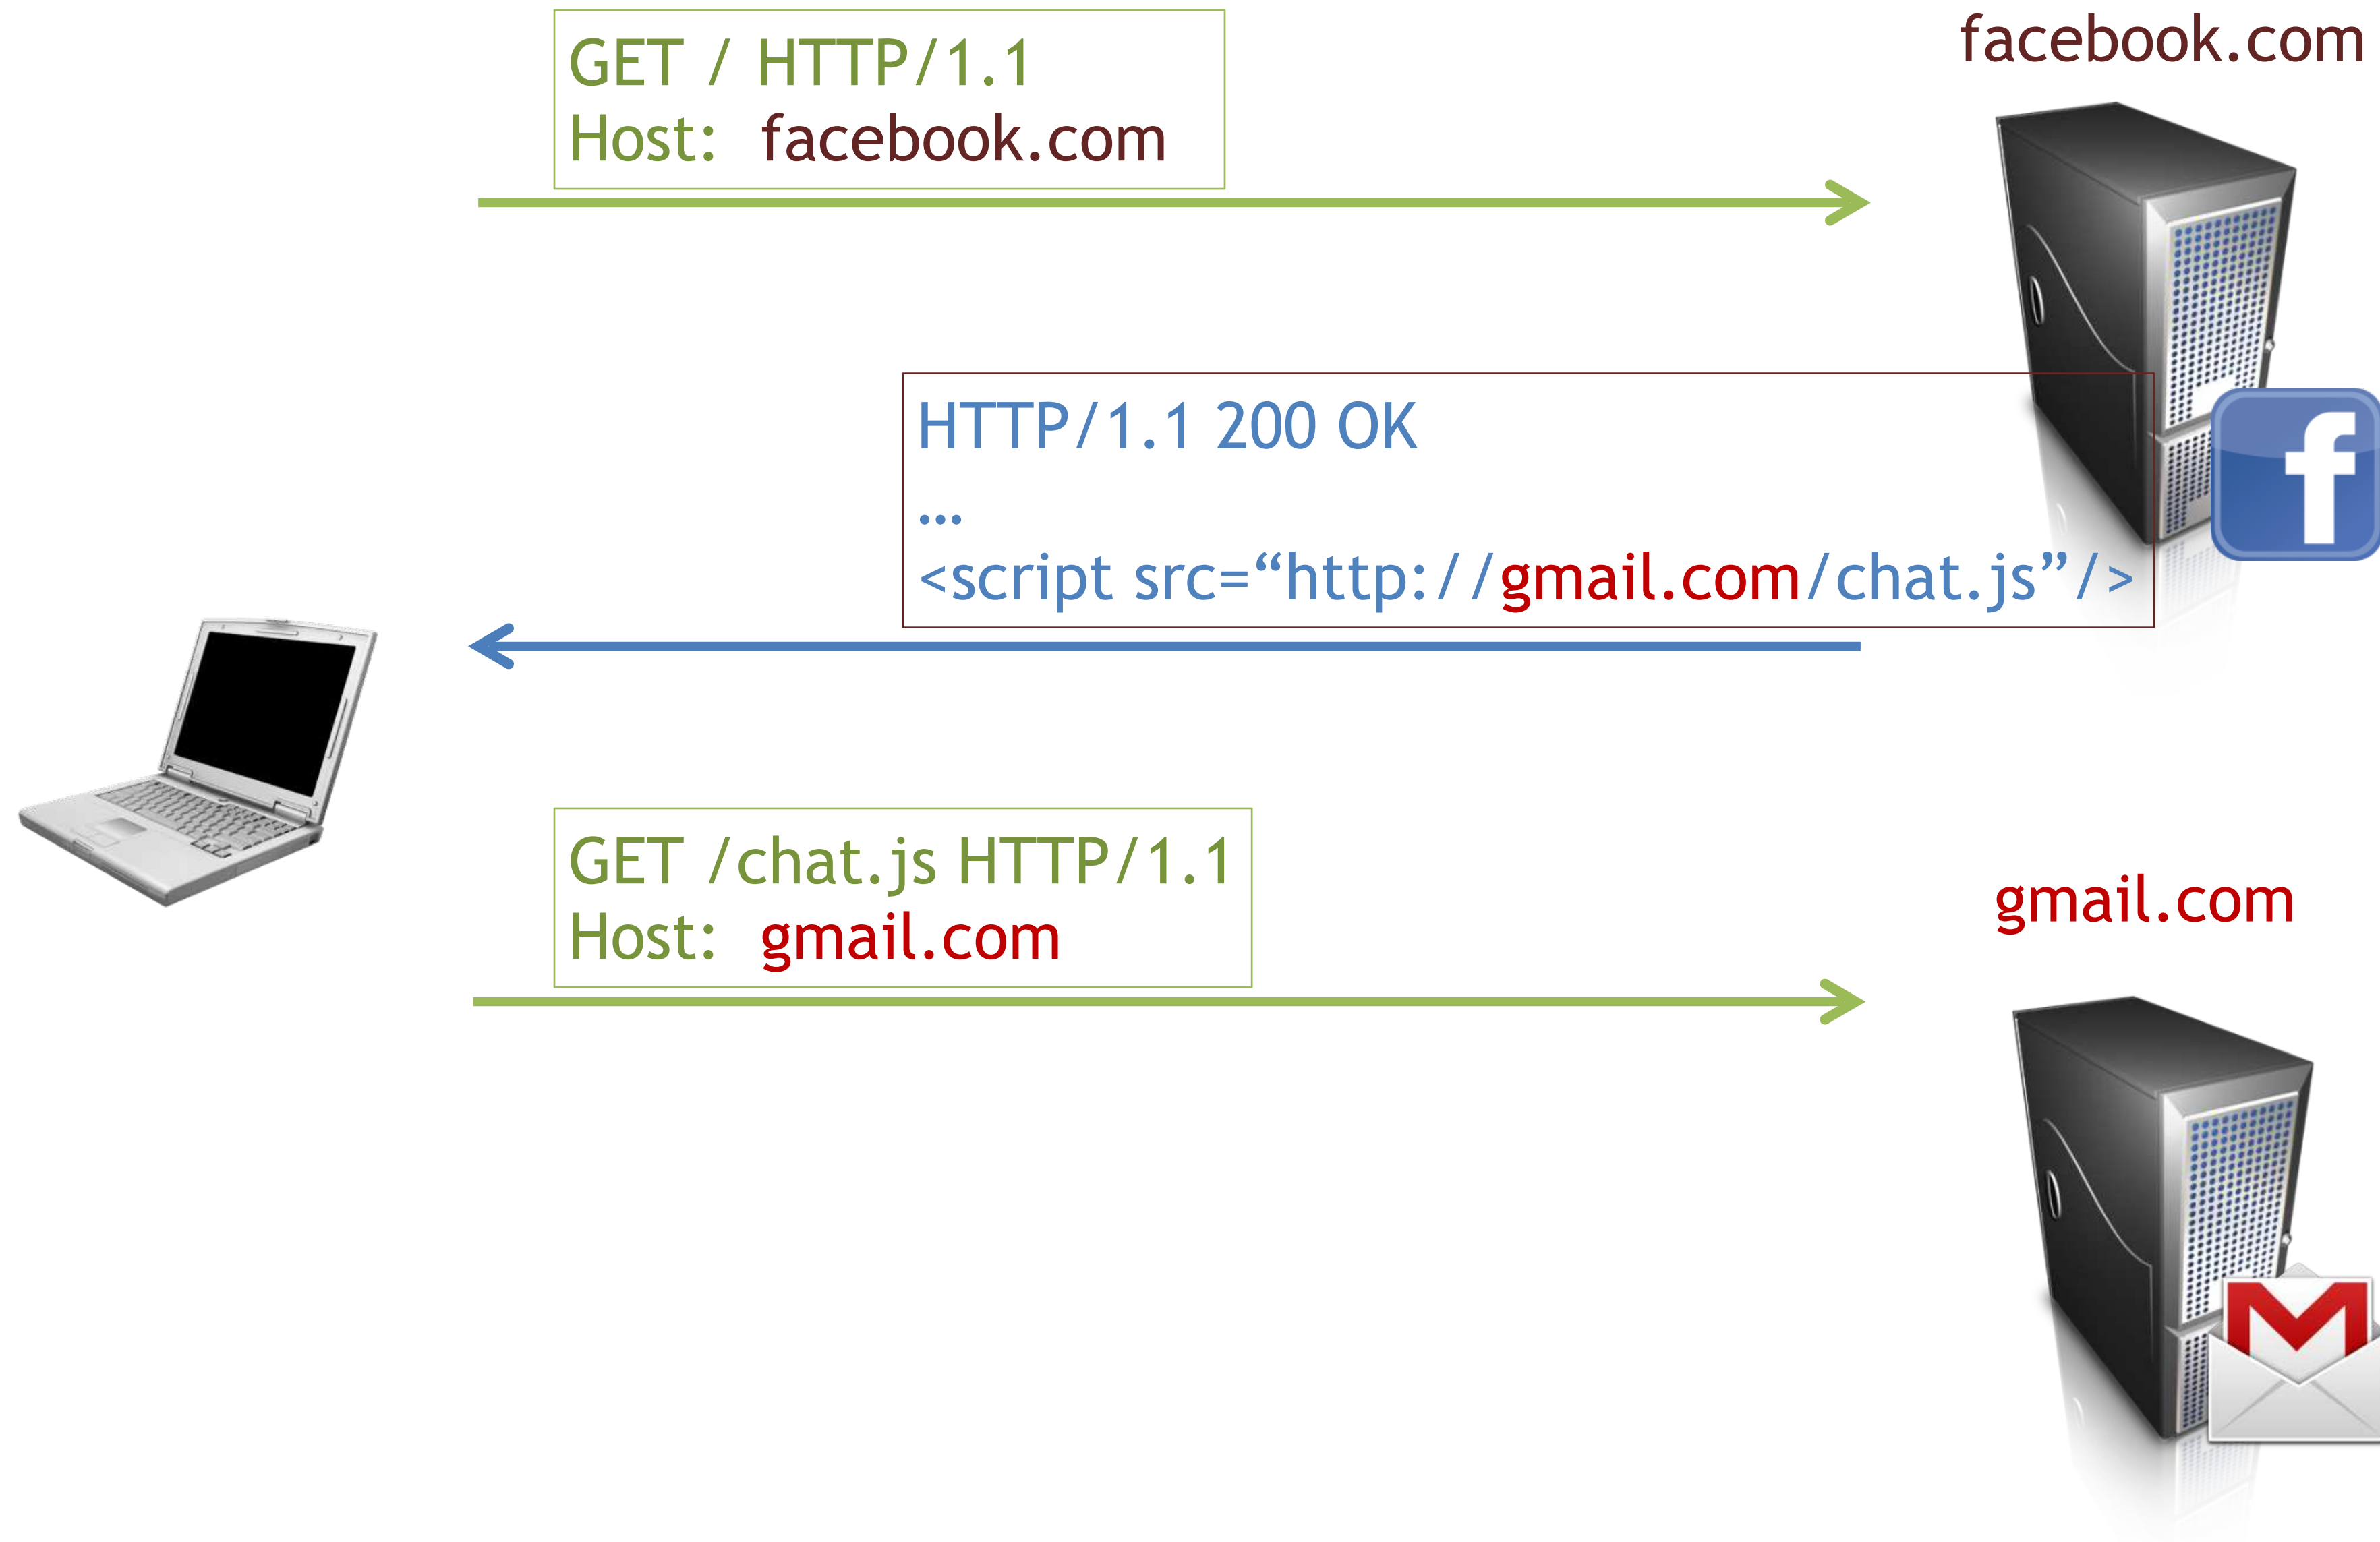 facebook.com
GET / HTTP/1.1
Host: facebook.com
HTTP/1.1 200 OK
…
<script src=“http://gmail.com/chat.js”/>
GET /chat.js HTTP/1.1
Host: gmail.com
gmail.com